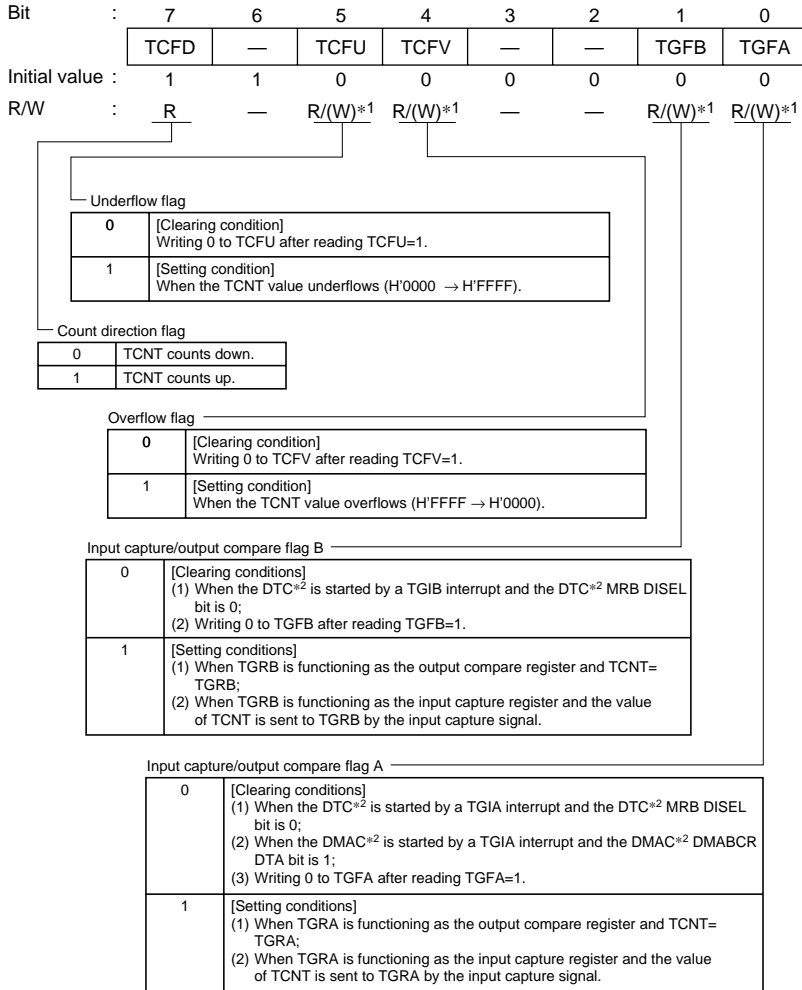 Bit : 7 6 5 4 3 2 1 0
TCFD — TCFU TCFV — — TGFB TGFA
Initial value : 1 1 0 0 0 0 0 0
R/W : R — R/(W)*1 R/(W)*1 — — R/(W)*1 R/(W)*1
Underflow flag
0 [Clearing condition]
Writing 0 to TCFU after reading TCFU=1.
1 [Setting condition]
When the TCNT value underflows (H'0000 → H'FFFF).
Count direction flag
0 TCNT counts down.
1 TCNT counts up.
Overflow flag
0 [Clearing condition]
Writing 0 to TCFV after reading TCFV=1.
1 [Setting condition]
When the TCNT value overflows (H'FFFF → H'0000).
Input capture/output compare flag B
0 [Clearing conditions]
(1) When the DTC*2 is started by a TGIB interrupt and the DTC*2 MRB DISEL
bit is 0;
(2) Writing 0 to TGFB after reading TGFB=1.
1 [Setting conditions]
(1) When TGRB is functioning as the output compare register and TCNT=
TGRB;
(2) When TGRB is functioning as the input capture register and the value
of TCNT is sent to TGRB by the input capture signal.
Input capture/output compare flag A
0 [Clearing conditions]
(1) When the DTC*2 is started by a TGIA interrupt and the DTC*2 MRB DISEL
bit is 0;
(2) When the DMAC*2 is started by a TGIA interrupt and the DMAC*2 DMABCR
DTA bit is 1;
(3) Writing 0 to TGFA after reading TGFA=1.
1 [Setting conditions]
(1) When TGRA is functioning as the output compare register and TCNT=
TGRA;
(2) When TGRA is functioning as the input capture register and the value
of TCNT is sent to TGRA by the input capture signal.